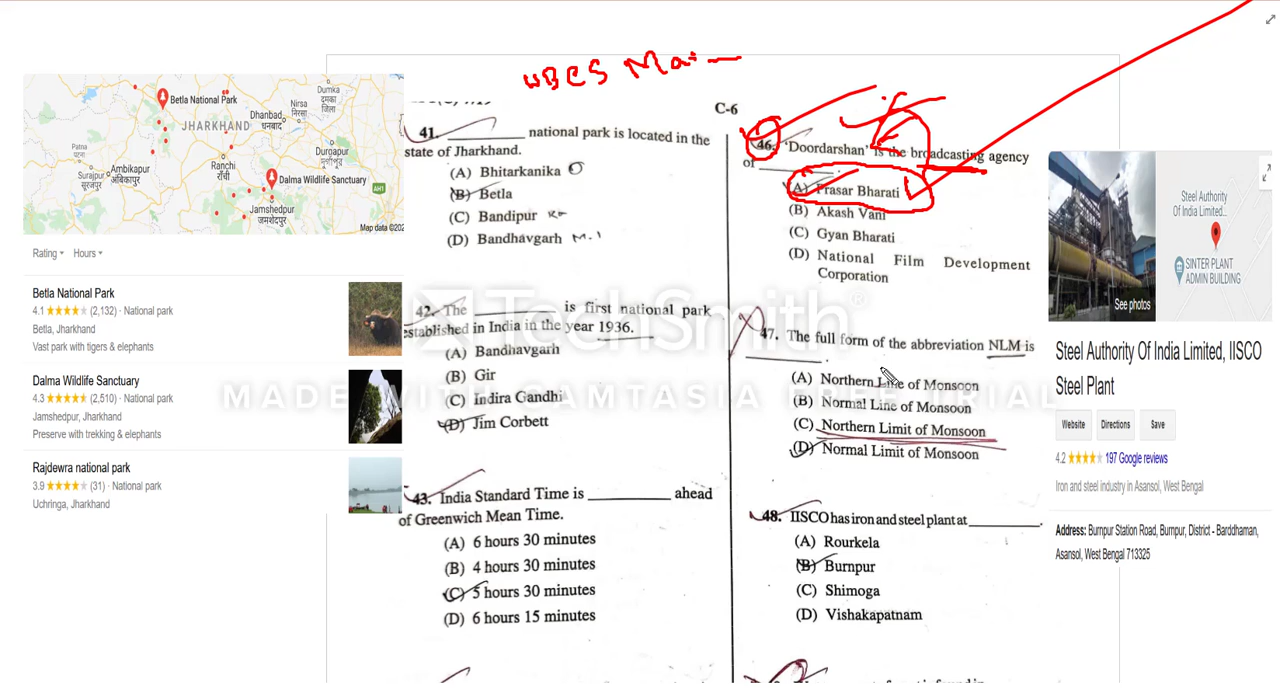 WBCS Mai
C-6
Betla National Park
JHARKHAND
Dumka
दुमका
Nirsa
निरसा
Dhanbad
धनबाद
Durgapur
Patna
Ambikapur
अंबिकापुर
Surajpur
सूरजपुर
Ranchi
राँची
Dalma Wildlife Sanctuary
AH1
Jamshedpur
जमशेदपुर
Map data ©202
Rating
Hours
Betla National Park
4.1 (2,132) · National park
Betla, Jharkhand
Vast park with tigers & elephants
Dalma Wildlife Sanctuary
4.3 (2,510) · National park
Jamshedpur, Jharkhand
Preserve with trekking & elephants
Rajdewra national park
3.9 (31) · National park
Uchringa, Jharkhand
41. ________ national park is located in the
state of Jharkhand.
(A) Bhitarkanika O
(B) Betla
(C) Bandipur
(D) Bandhavgarh M.
42. The ________ is first national park
established in India in the year 1936.
(A) Bandhavgarh
(B) Gir
(C) Indira Gandhi
(D) Jim Corbett
43. India Standard Time is ________ ahead
of Greenwich Mean Time.
(A) 6 hours 30 minutes
(B) 4 hours 30 minutes
(C) 5 hours 30 minutes
(D) 6 hours 15 minutes
46. 'Doordarshan' is the broadcasting agency
of ________.
(A) Prasar Bharati
(B) Akash Vani
(C) Gyan Bharati
(D) National Film Development
Corporation
47. The full form of the abbreviation NLM is
________.
(A) Northern Line of Monsoon
(B) Normal Line of Monsoon
(C) Northern Limit of Monsoon
(D) Normal Limit of Monsoon
48. IISCO has iron and steel plant at ________.
(A) Rourkela
(B) Burnpur
(C) Shimoga
(D) Vishakapatnam
TechSmith®
MADE WITH CAMTASIA FREE TRIAL
See photos
Steel Authority
Of India Limited...
SINTER PLANT
ADMIN BUILDING
Steel Authority Of India Limited, IISCO
Steel Plant
Website
Directions
Save
4.2 197 Google reviews
Iron and steel industry in Asansol, West Bengal
Address: Burnpur Station Road, Burnpur, District - Barddhaman,
Asansol, West Bengal 713325